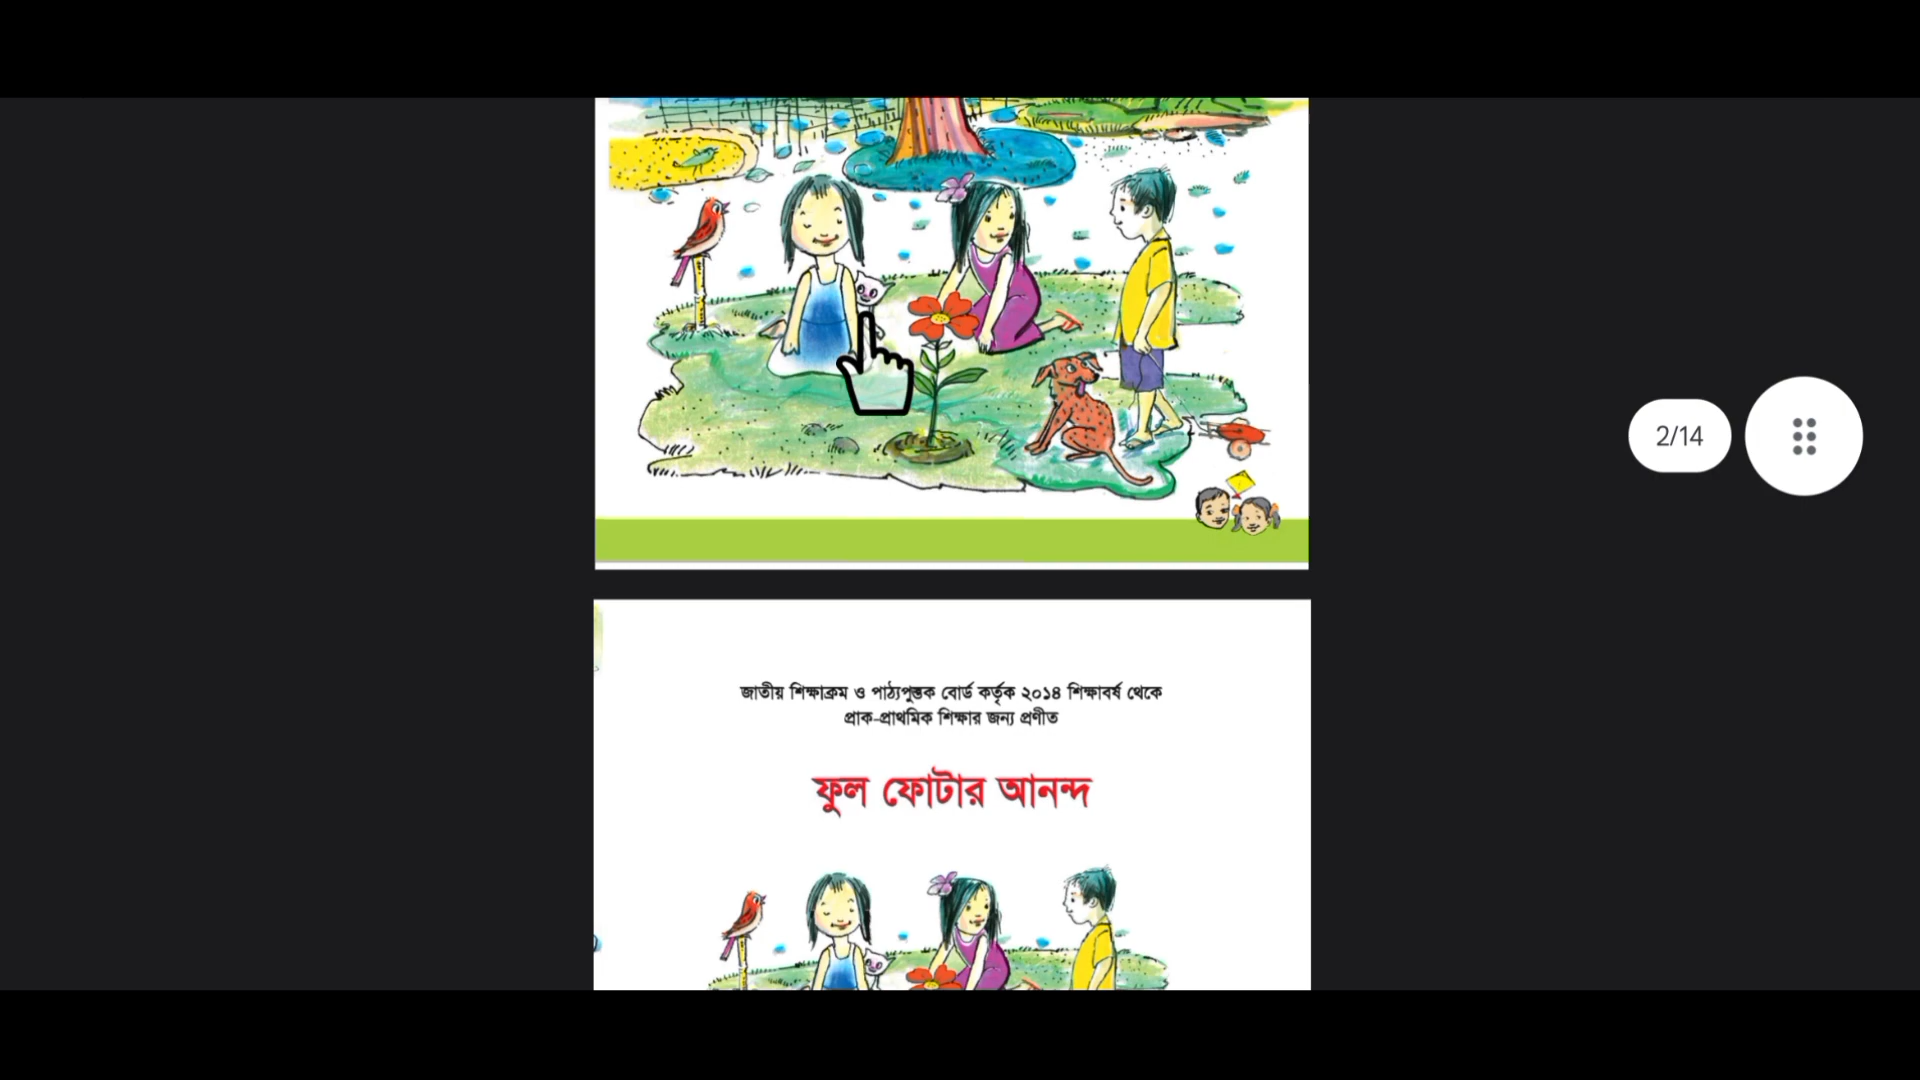 2/14
জাতীয় শিক্ষাক্রম ও পাঠ্যপুস্তক বোর্ড কর্তৃক ২০১৪ শিক্ষাবর্ষ থেকে
প্রাক-প্রাথমিক শিক্ষার জন্য প্রণীত
ফুল ফোটার আনন্দ